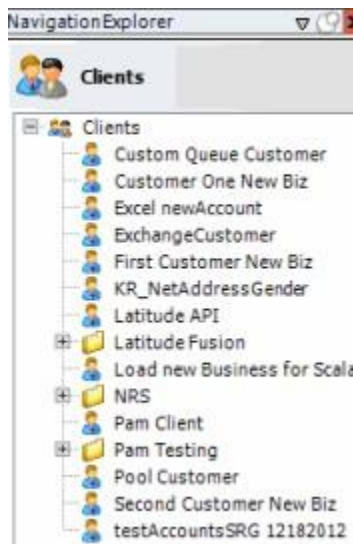 NavigationExplorer
Clients
Clients
Custom Queue Customer
Customer One New Biz
Excel newAccount
ExchangeCustomer
First Customer New Biz
KR_NetAddressGender
Latitude API
Latitude Fusion
Load new Business for Scala
NRS
Pam Client
Pam Testing
Pool Customer
Second Customer New Biz
testAccountsSRG 12182012